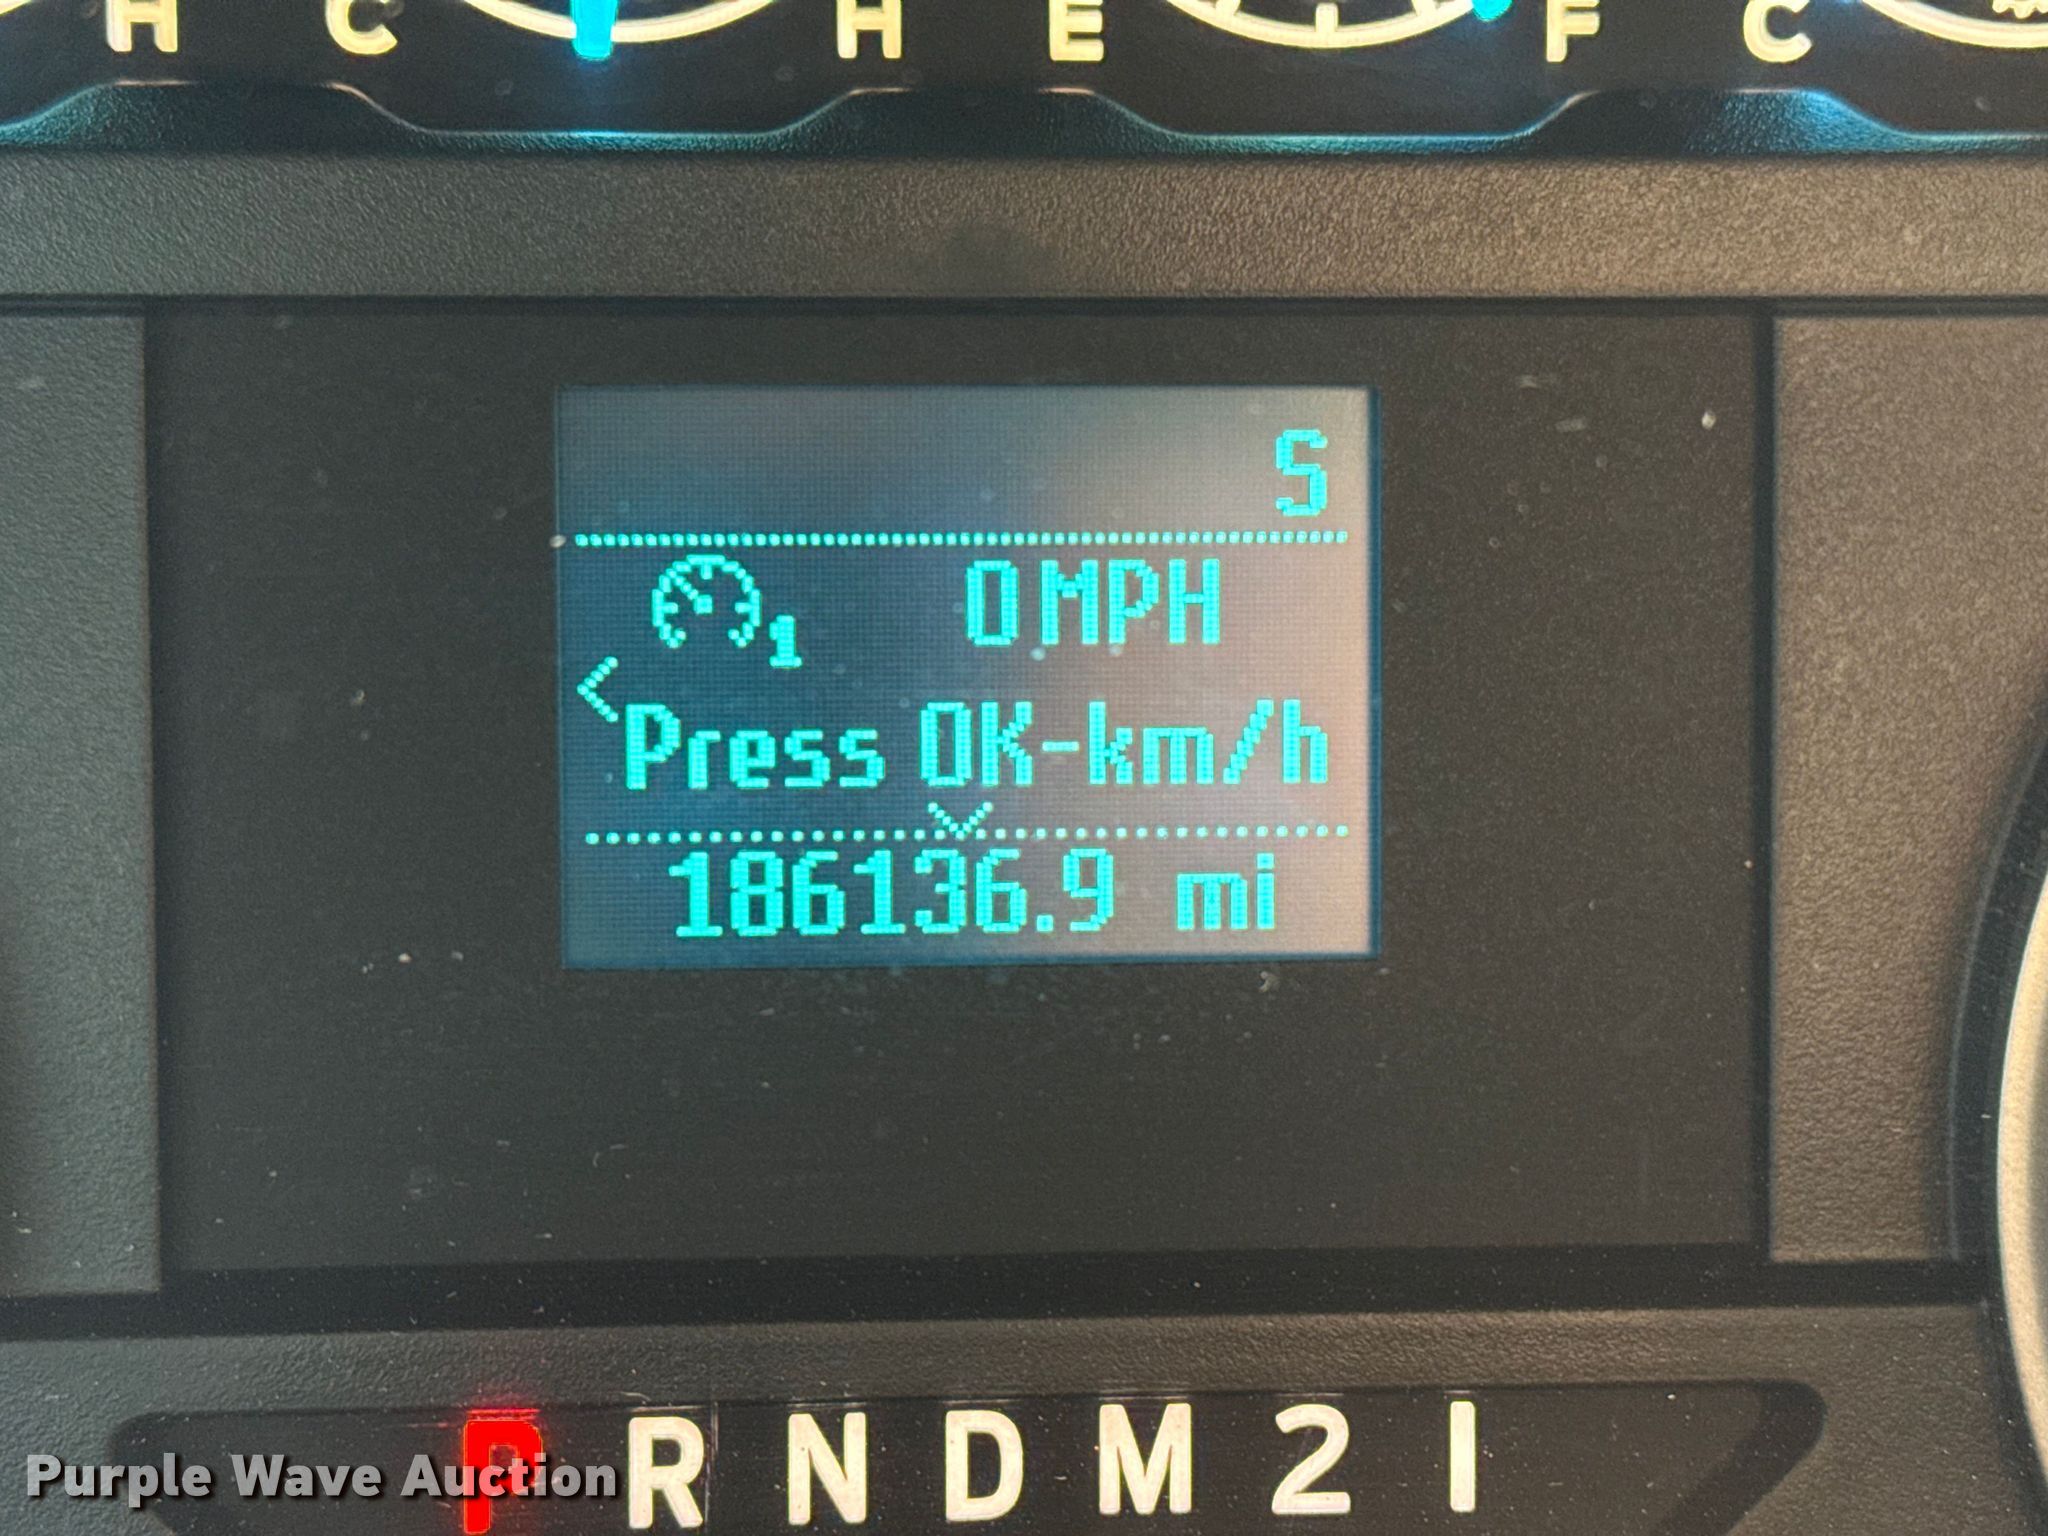 H C H E F C
S
1 0 MPH
< Press OK-km/h
186136.9 mi
P R N D M 2 1
Purple Wave Auction